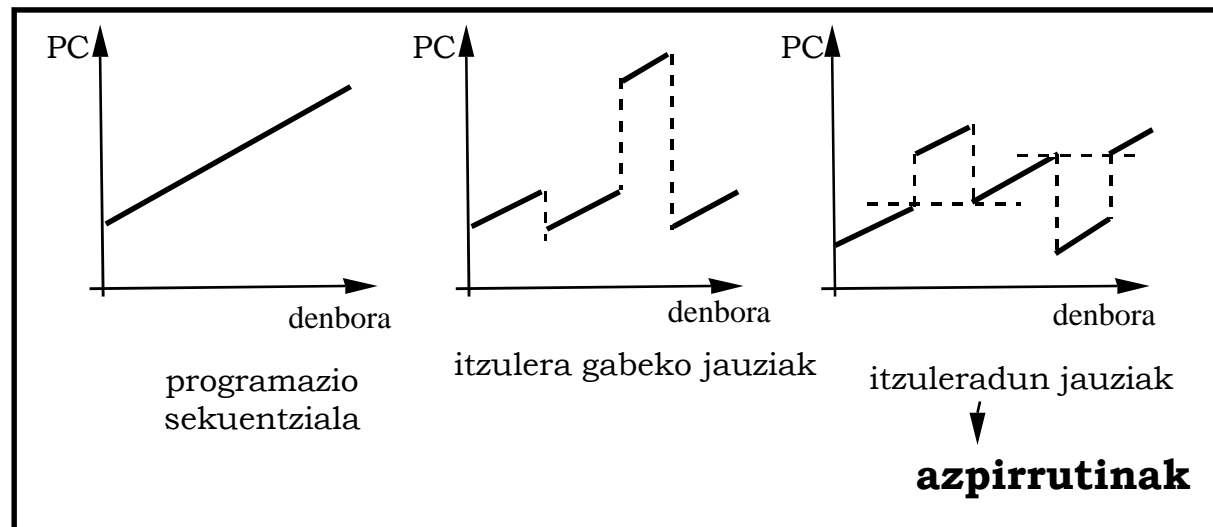 PC
denbora
programazio
sekuentziala
PC
denbora
itzulera gabeko jauziak
PC
denbora
itzuleradun jauziak
azpirrutinak